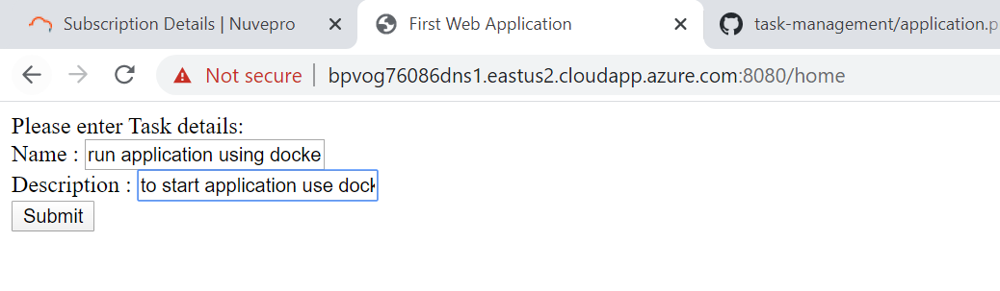 Subscription Details | Nuvepro
First Web Application
task-management/application.p
Not secure | bpvog76086dns1.eastus2.cloudapp.azure.com:8080/home
Please enter Task details:
Name : run application using docke
Description : to start application use dock
Submit